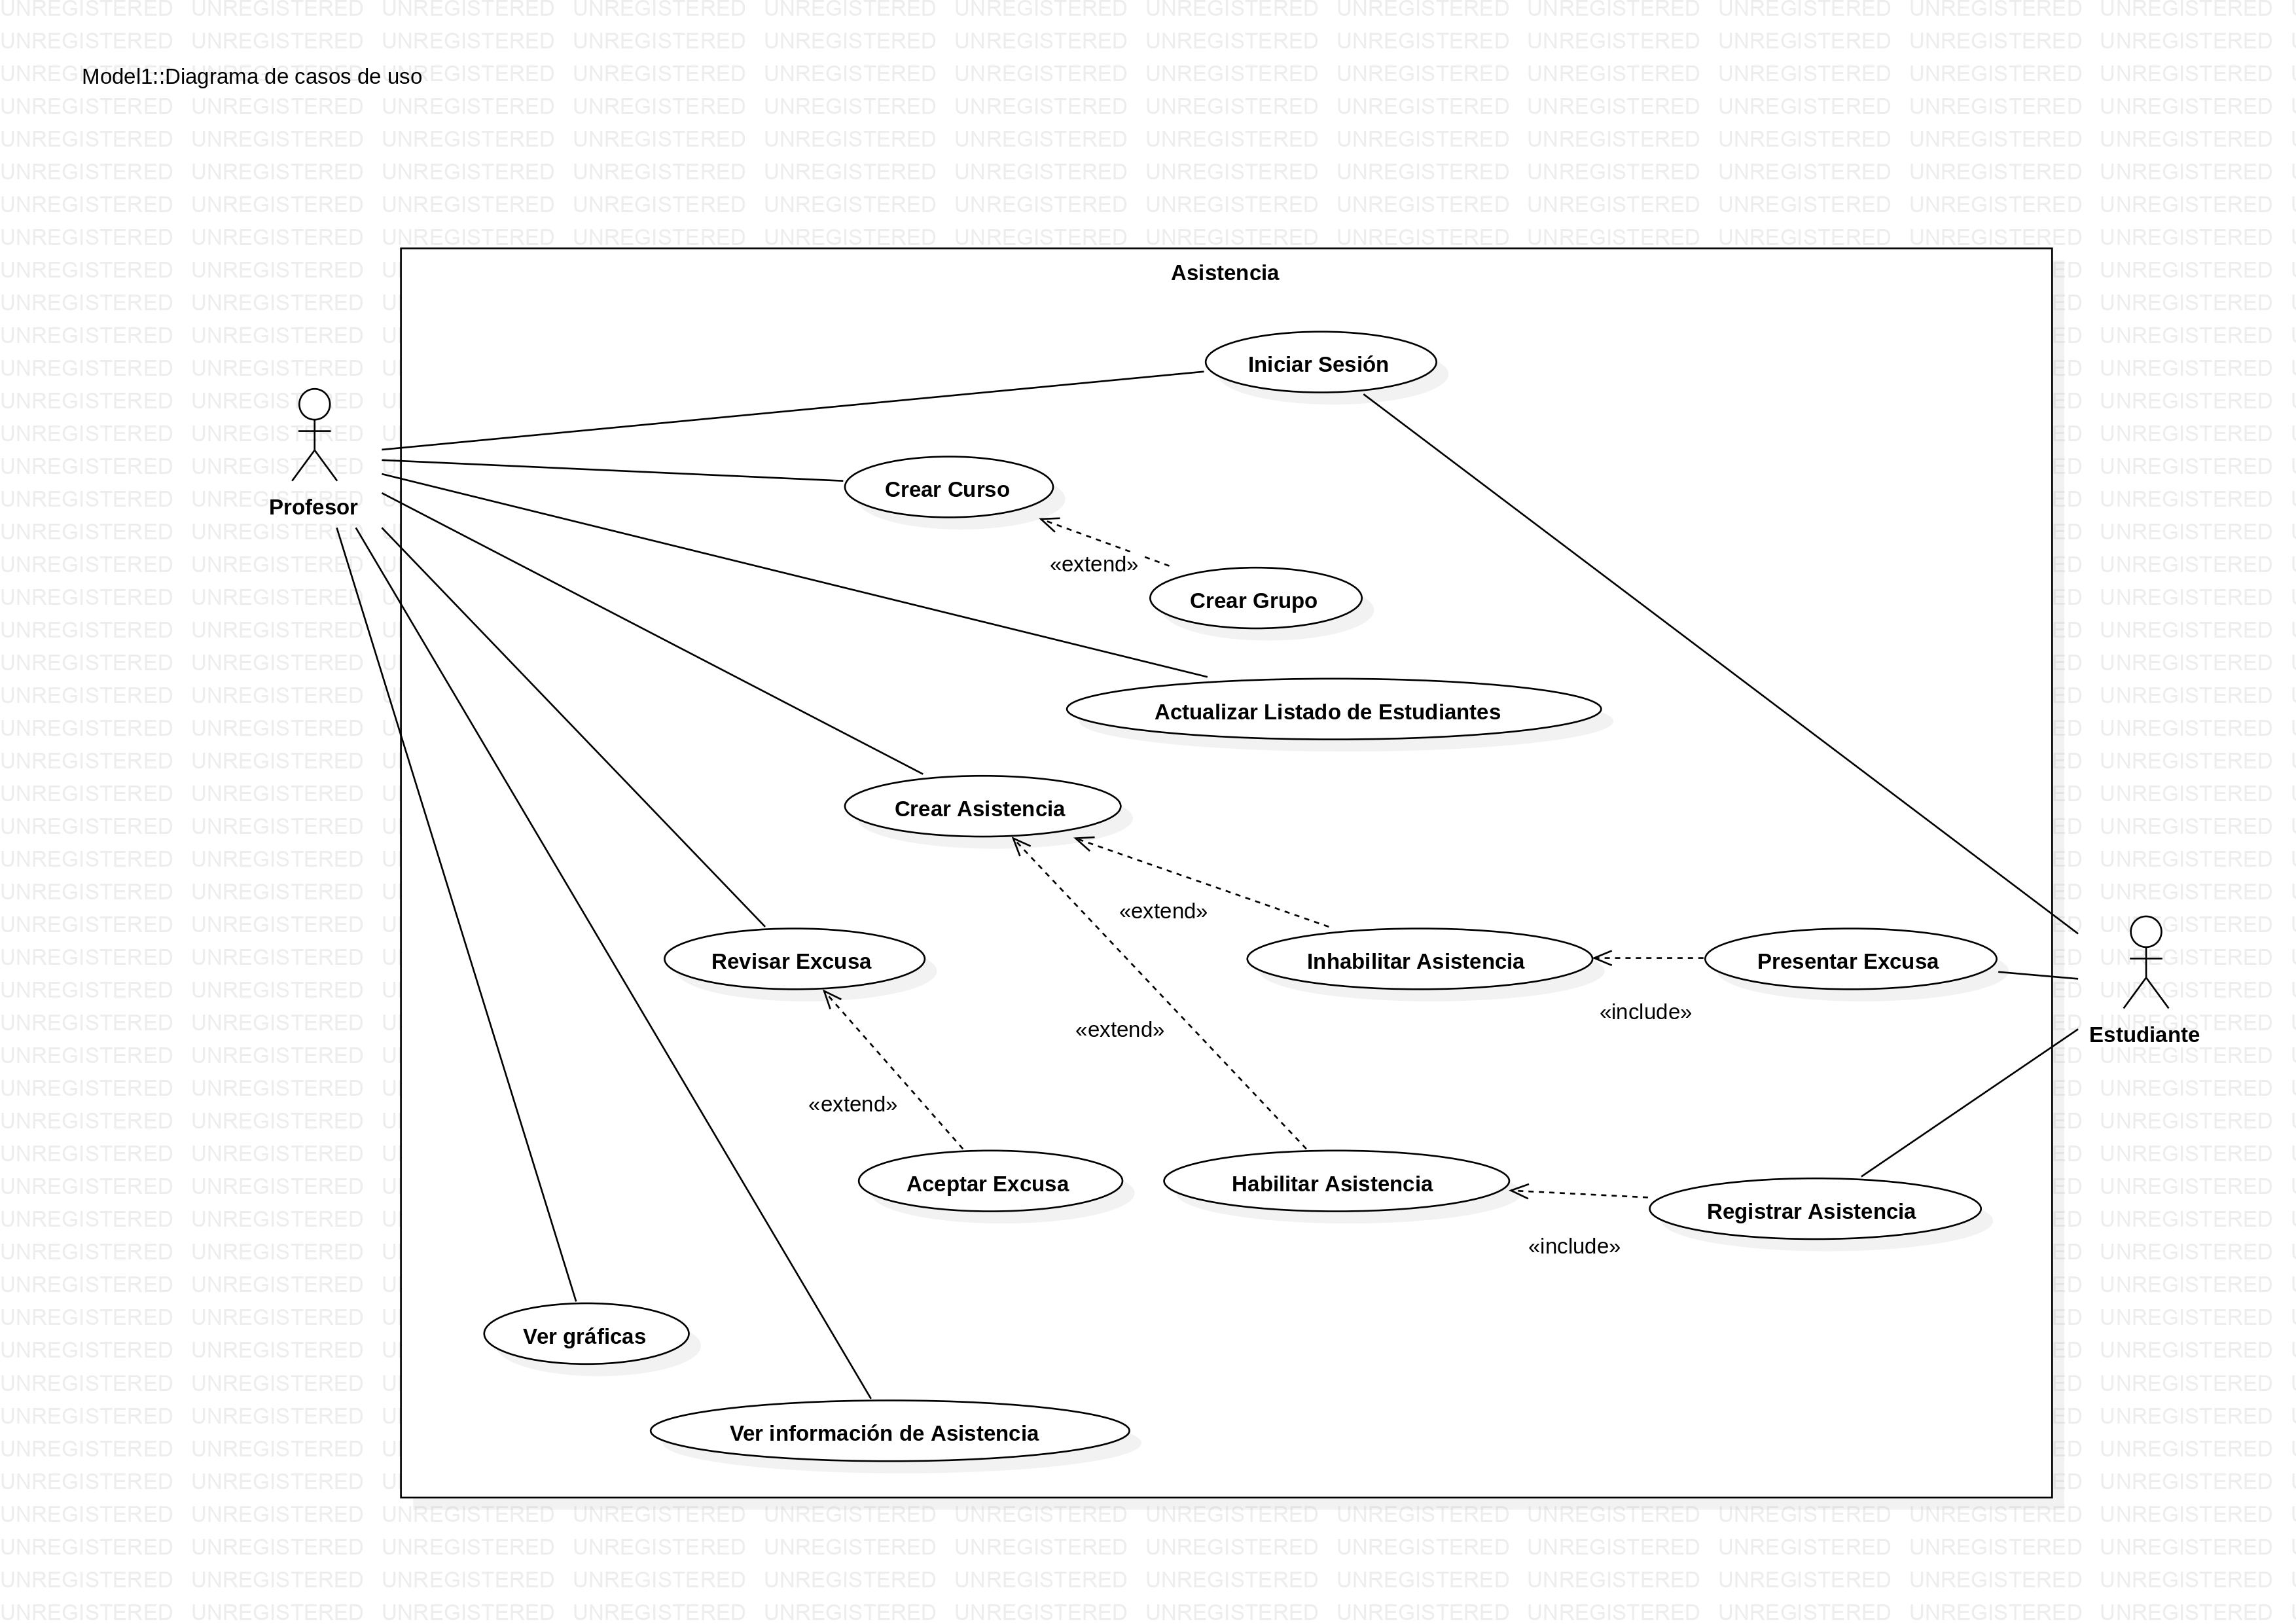 Model1::Diagrama de casos de uso
Asistencia
Iniciar Sesión
Profesor
Crear Curso
«extend»
Crear Grupo
Actualizar Listado de Estudiantes
Crear Asistencia
«extend»
Revisar Excusa
Inhabilitar Asistencia
Presentar Excusa
«include»
«extend»
Estudiante
«extend»
Aceptar Excusa
Habilitar Asistencia
Registrar Asistencia
«include»
Ver gráficas
Ver información de Asistencia
UNREGISTERED